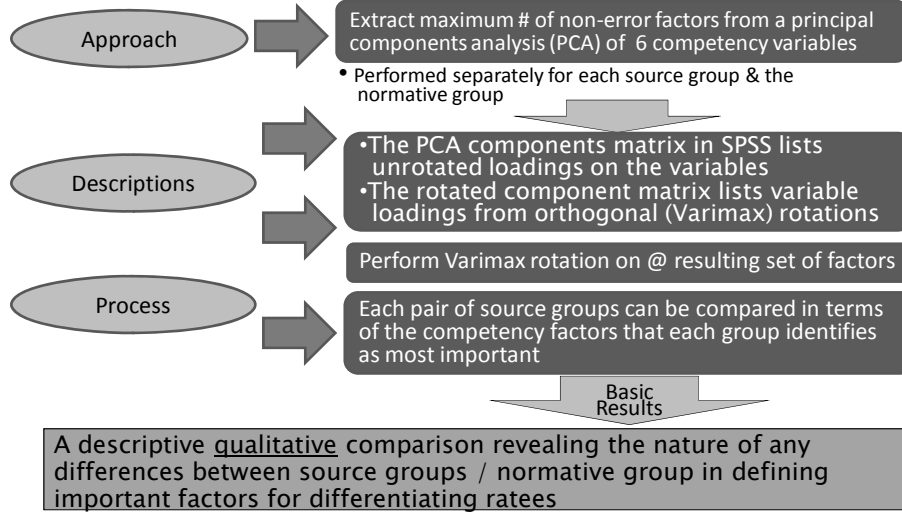 Approach
Extract maximum # of non-error factors from a principal
components analysis (PCA) of 6 competency variables
• Performed separately for each source group & the
normative group
Descriptions
•The PCA components matrix in SPSS lists
unrotated loadings on the variables
•The rotated component matrix lists variable
loadings from orthogonal (Varimax) rotations
Perform Varimax rotation on @ resulting set of factors
Process
Each pair of source groups can be compared in terms
of the competency factors that each group identifies
as most important
Basic
Results
A descriptive qualitative comparison revealing the nature of any
differences between source groups / normative group in defining
important factors for differentiating ratees